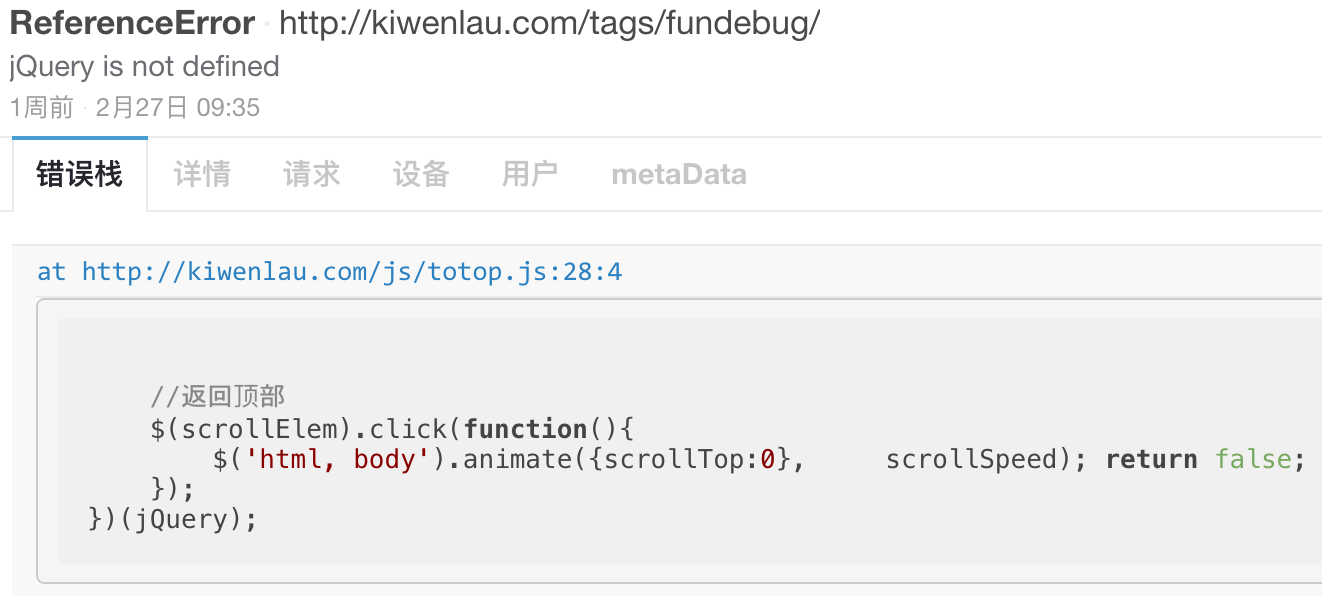 ReferenceError · http://kiwenlau.com/tags/fundebug/
jQuery is not defined
1周前 · 2月27日 09:35
错误栈 详情 请求 设备 用户 metaData
at http://kiwenlau.com/js/totop.js:28:4
//返回顶部
$(scrollElem).click(function(){
$('html, body').animate({scrollTop:0}, scrollSpeed); return false;
});
})(jQuery);